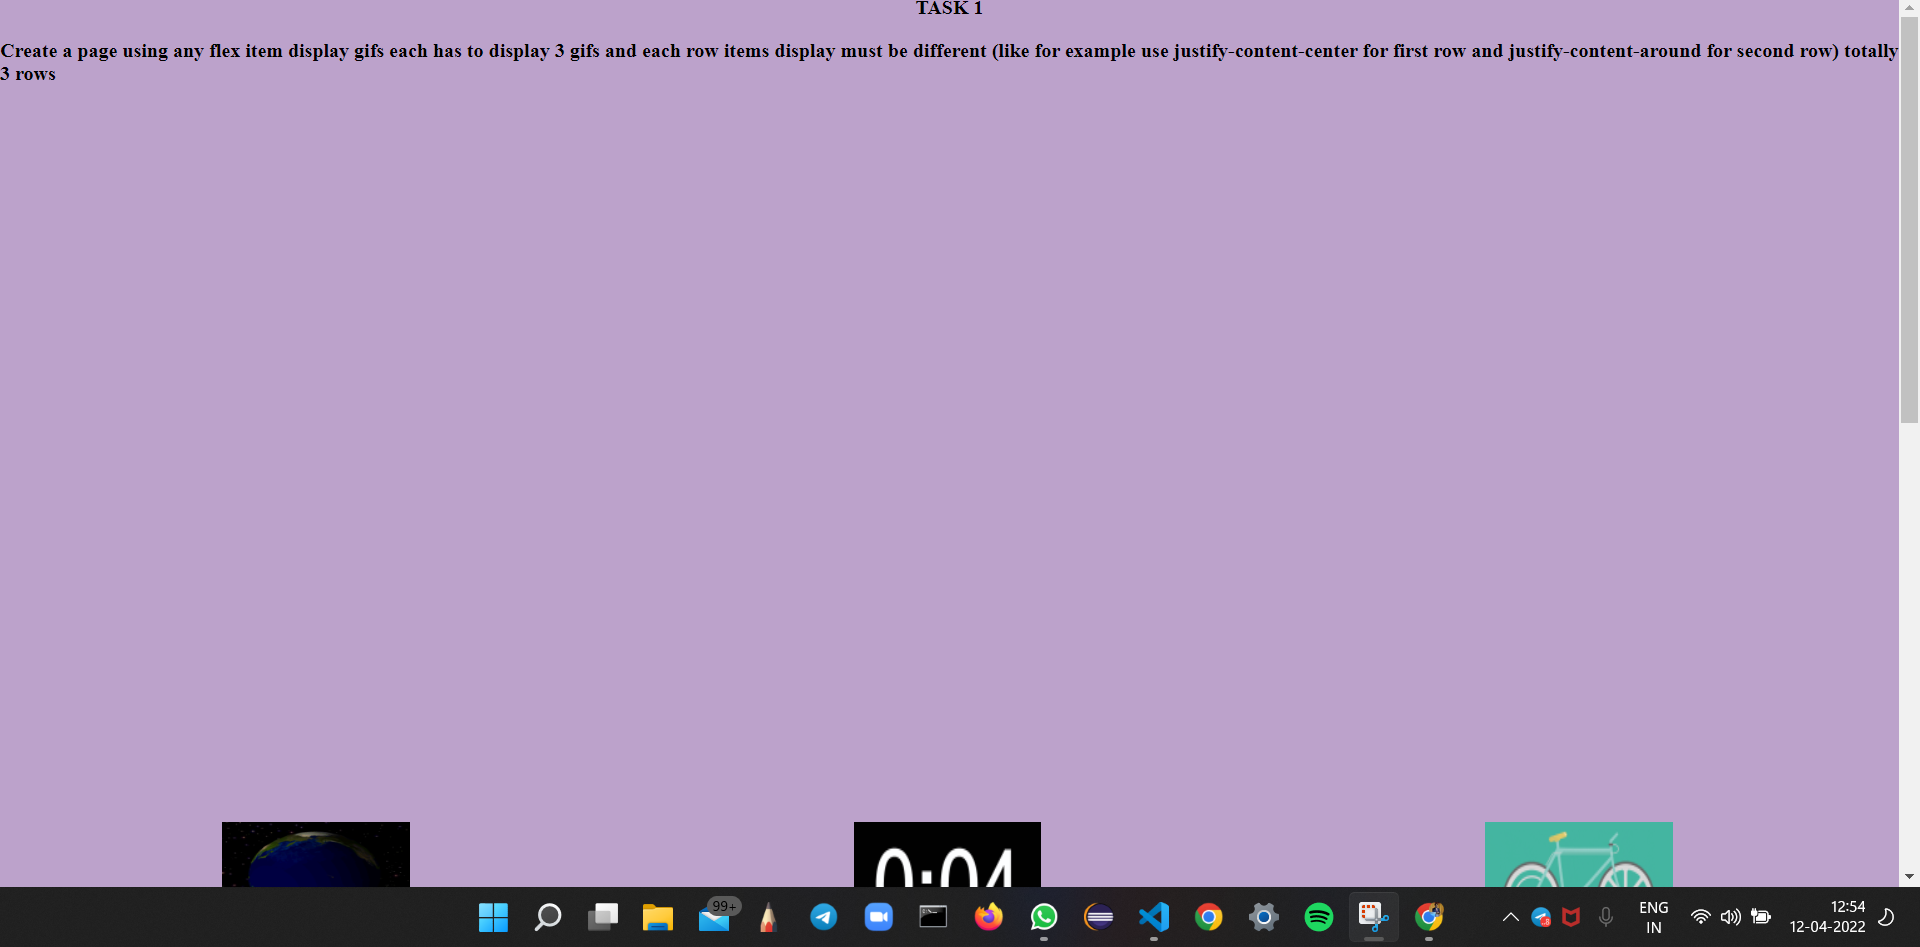 TASK 1
Create a page using any flex item display gifs each has to display 3 gifs and each row items display must be different (like for example use justify-content-center for first row and justify-content-around for second row) totally
3 rows
0:04
99+
ENG
IN
12:54
12-04-2022